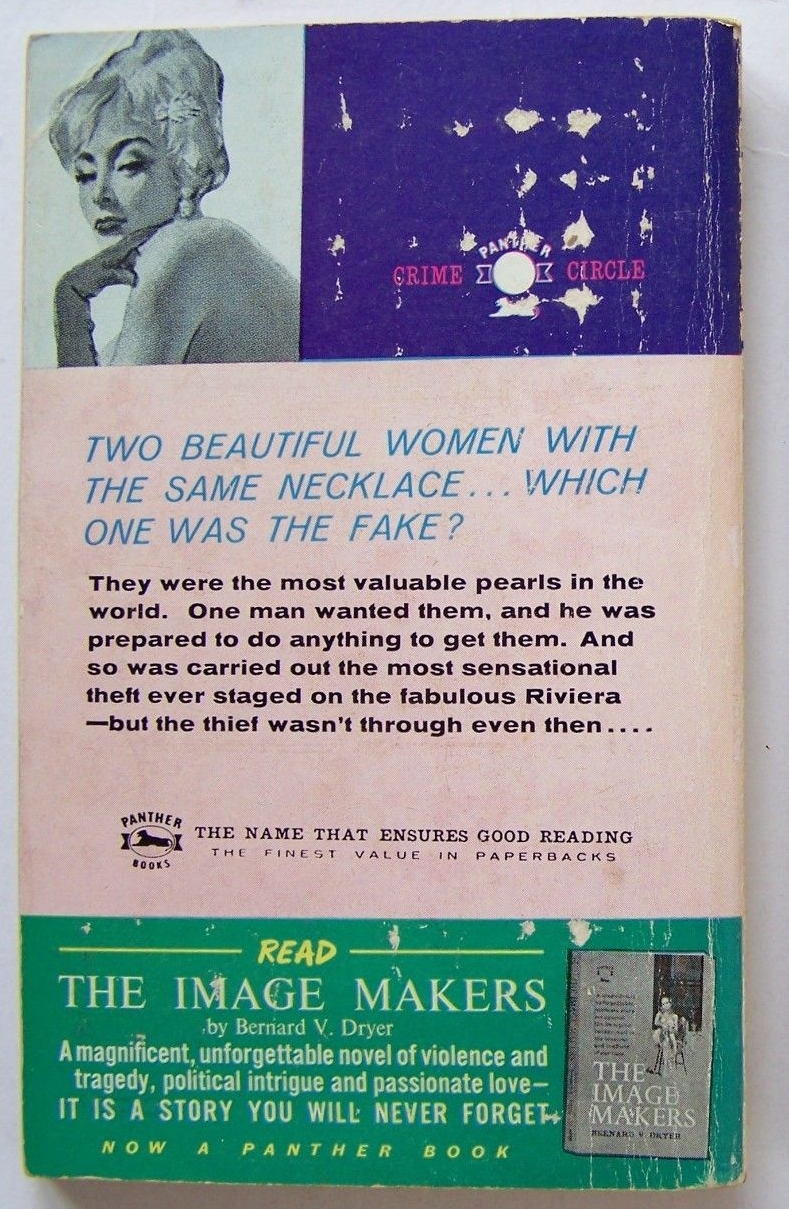 PANTHER
CRIME CIRCLE
TWO BEAUTIFUL WOMEN WITH
THE SAME NECKLACE... WHICH
ONE WAS THE FAKE?
They were the most valuable pearls in the
world. One man wanted them, and he was
prepared to do anything to get them. And
so was carried out the most sensational
theft ever staged on the fabulous Riviera
—but the thief wasn't through even then....
PANTHER
BOOKS
THE NAME THAT ENSURES GOOD READING
THE FINEST VALUE IN PAPERBACKS
READ
THE IMAGE MAKERS
by Bernard V. Dryer
A magnificent, unforgettable novel of violence and
tragedy, political intrigue and passionate love—
IT IS A STORY YOU WILL NEVER FORGET
NOW A PANTHER BOOK
THE
IMAGE
MAKERS
BERNARD V. DRYER